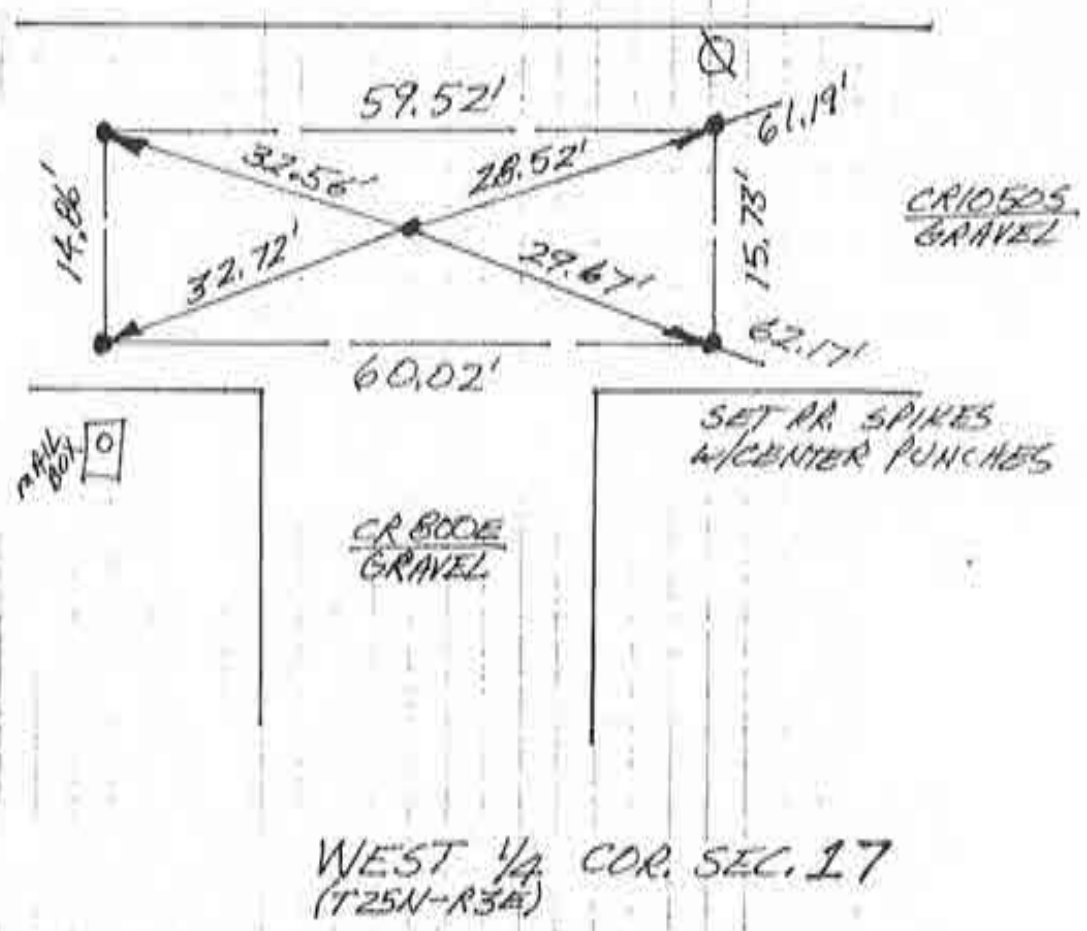 59.52'
61.19'
32.56'
28.52'
14.86'
15.73'
CR1050S
GRAVEL
32.72'
29.67'
62.17'
60.02'
SET RR. SPIKES
W/CENTER PUNCHES
MAIL
BOX
CR 800E
GRAVEL
WEST 1/4 COR. SEC. 17
(T25N-R3E)